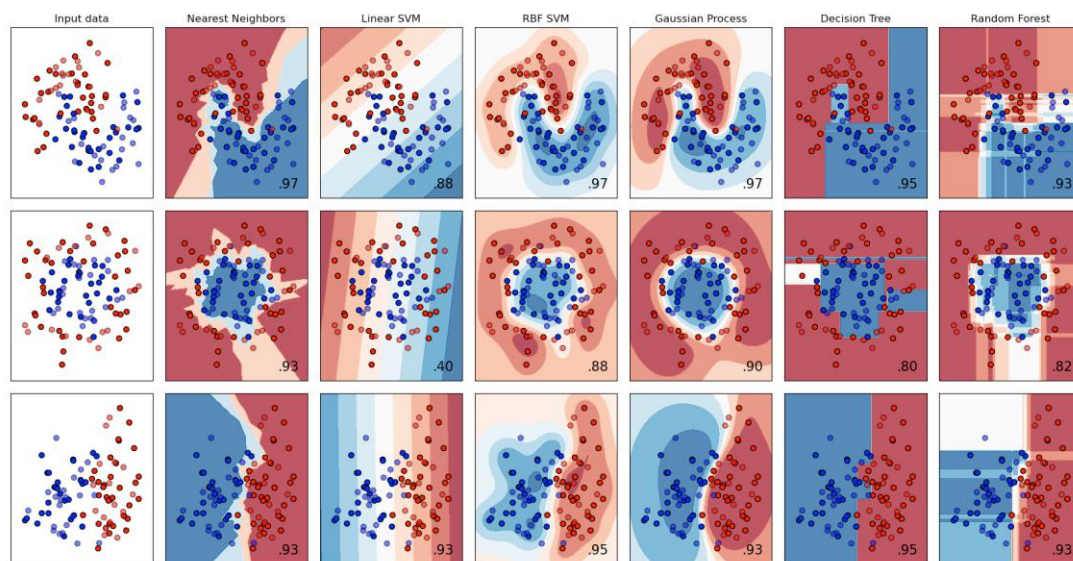 Input data Nearest Neighbors Linear SVM RBF SVM Gaussian Process Decision Tree Random Forest
.97 .88 .97 .97 .95 .93
.93 .40 .88 .90 .80 .82
.93 .93 .95 .93 .95 .93